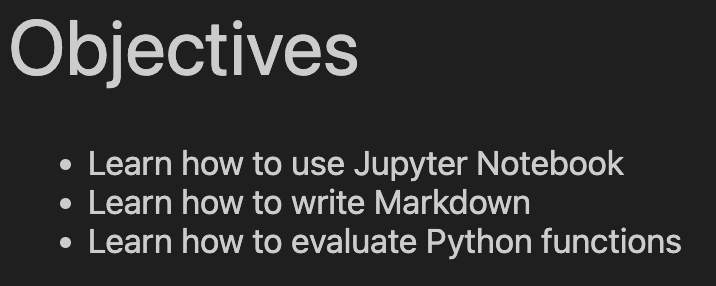 Objectives
• Learn how to use Jupyter Notebook
• Learn how to write Markdown
• Learn how to evaluate Python functions